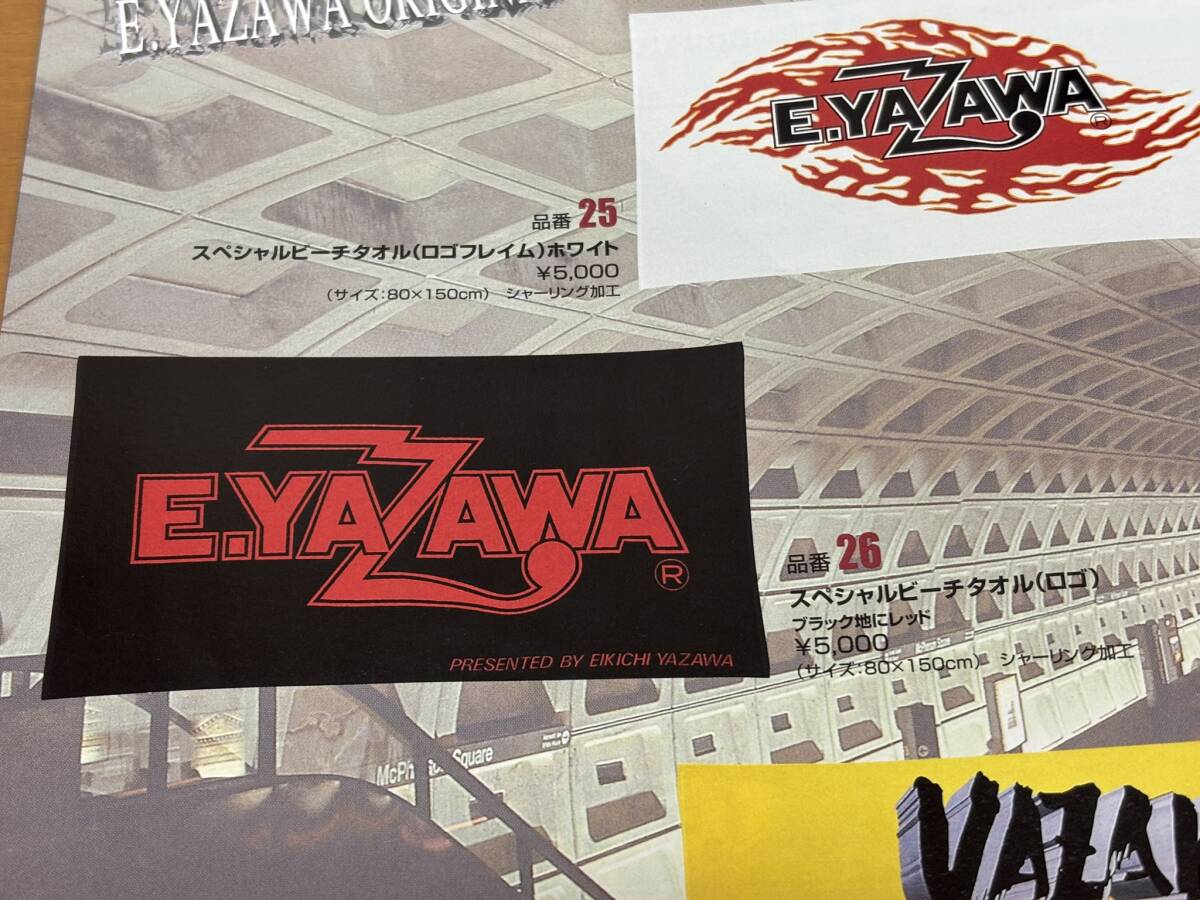 E.YAZAWA ORIGIN
E.YAZAWA
®
品番 25
スペシャルビーチタオル(ロゴフレイム)ホワイト
¥5,000
(サイズ:80×150cm) シャーリング加工
E.YAZAWA
®
PRESENTED BY EIKICHI YAZAWA
品番 26
スペシャルビーチタオル(ロゴ)
ブラック地にレッド
¥5,000
(サイズ:80×150cm) シャーリング加工
Square
YAZA